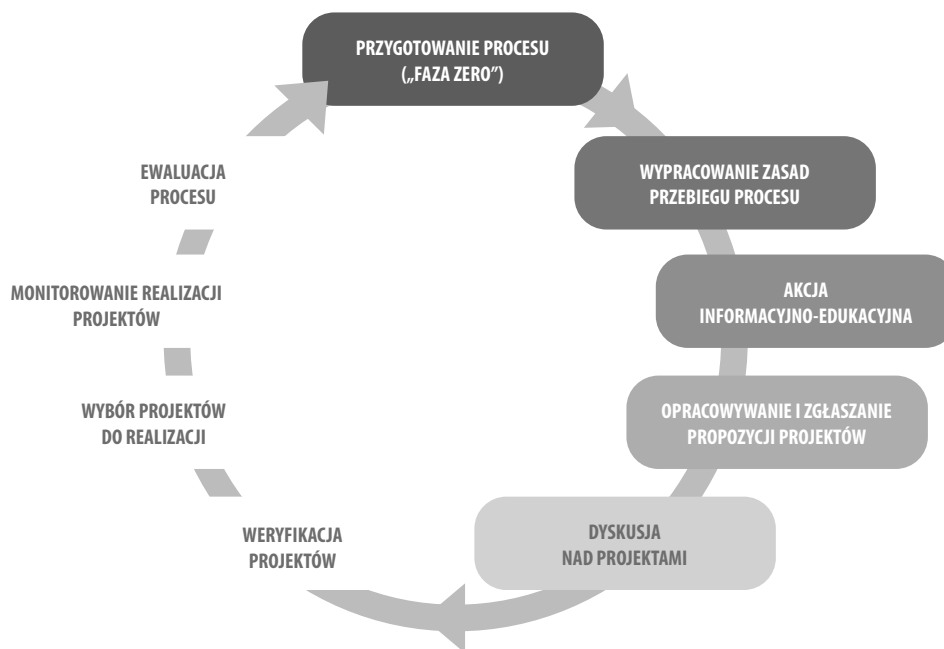 PRZYGOTOWANIE PROCESU
(„FAZA ZERO”)
WYPRACOWANIE ZASAD
PRZEBIEGU PROCESU
AKCJA
INFORMACYJNO-EDUKACYJNA
OPRACOWYWANIE I ZGŁASZANIE
PROPOZYCJI PROJEKTÓW
DYSKUSJA
NAD PROJEKTAMI
WERYFIKACJA
PROJEKTÓW
WYBÓR PROJEKTÓW
DO REALIZACJI
MONITOROWANIE REALIZACJI
PROJEKTÓW
EWALUACJA
PROCESU